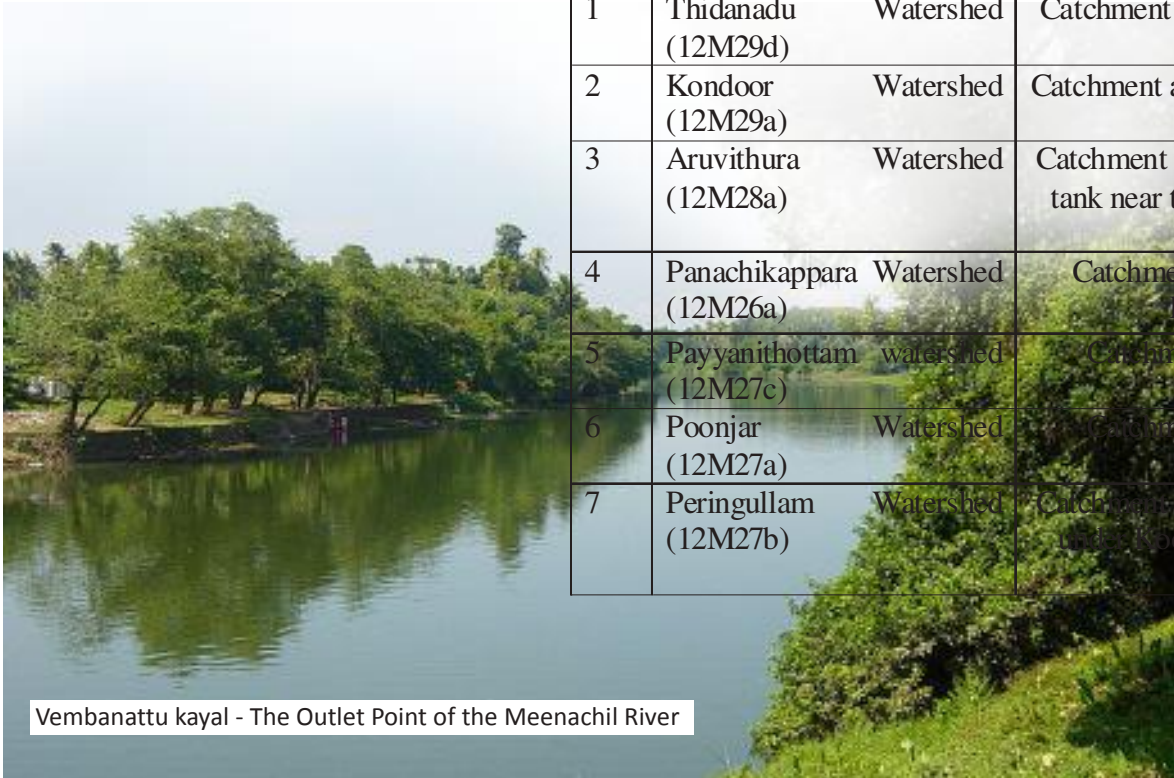 1 Thidanadu Watershed Catchment
(12M29d)
2 Kondoor Watershed Catchment
(12M29a)
3 Aruvithura Watershed Catchment
(12M28a) tank near
4 Panachikappara Watershed
(12M26a)
5 Payyanithottam watershed
(12M27c)
6 Poonjar Watershed
(12M27a)
7 Peringullam Watershed
(12M27b)
Vembanattu kayal - The Outlet Point of the Meenachil River